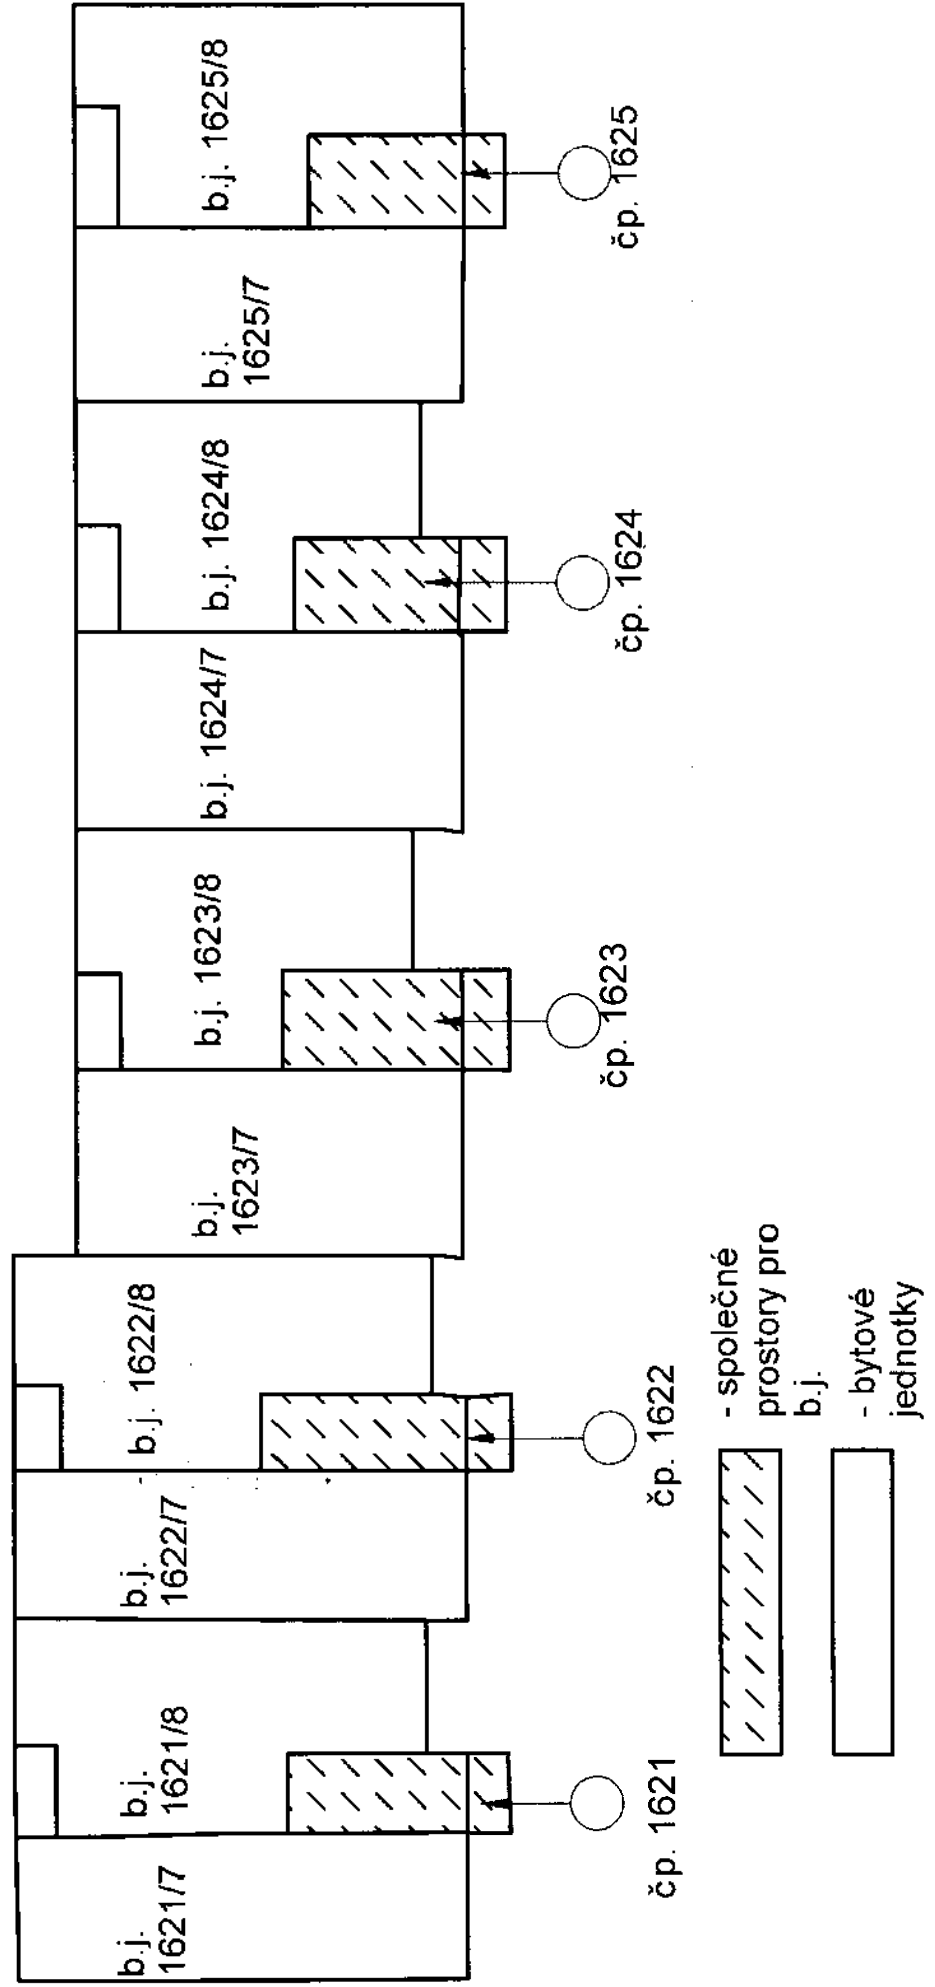 b.j.
1621/7
b.j.
1621/8
b.j.
1622/7
b.j. 1622/8
b.j.
1623/7
b.j. 1623/8
b.j. 1624/7
b.j. 1624/8
b.j.
1625/7
b.j. 1625/8
čp. 1621
čp. 1622
čp. 1623
čp. 1624
čp. 1625
- společné
prostory pro
b.j.
- bytové
jednotky